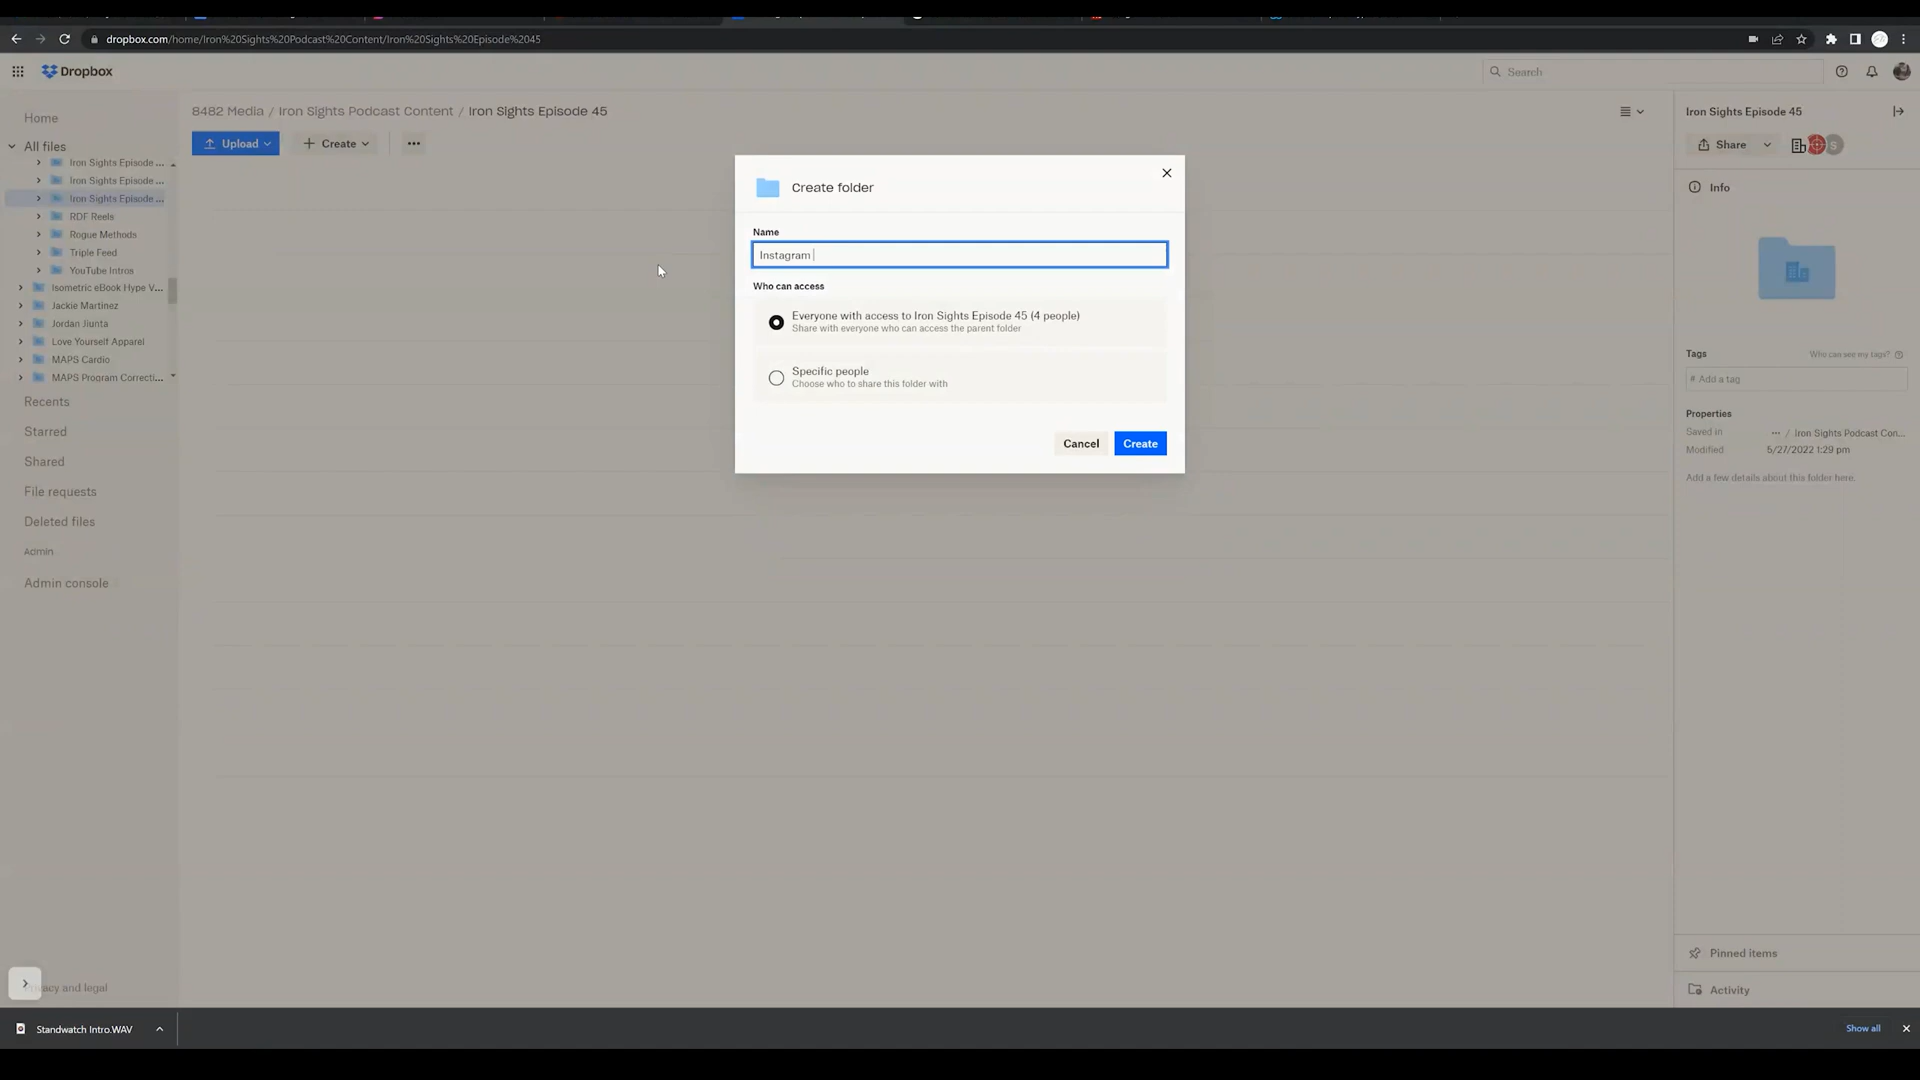 dropbox.com/home/Iron%20Sights%20Podcast%20Content/Iron%20Sights%20Episode%2045
Dropbox
Search
Home
All files
Iron Sights Episode ...
Iron Sights Episode ...
Iron Sights Episode ...
RDF Reels
Rogue Methods
Triple Feed
YouTube Intros
Isometric eBook Hype V...
Jackie Martinez
Jordan Jiunta
Love Yourself Apparel
MAPS Cardio
MAPS Program Correcti...
Recents
Starred
Shared
File requests
Deleted files
Admin
Admin console
8482 Media / Iron Sights Podcast Content / Iron Sights Episode 45
Upload
Create
Create folder
Name
Instagram
Who can access
Everyone with access to Iron Sights Episode 45 (4 people)
Share with everyone who can access the parent folder
Specific people
Choose who to share this folder with
Cancel
Create
Iron Sights Episode 45
Share
S
Info
Tags
Who can see my tags?
# Add a tag
Properties
Saved in
... / Iron Sights Podcast Con...
Modified
5/27/2022 1:29 pm
Add a few details about this folder here.
Pinned items
Activity
and legal
Standwatch Intro.WAV
Show all